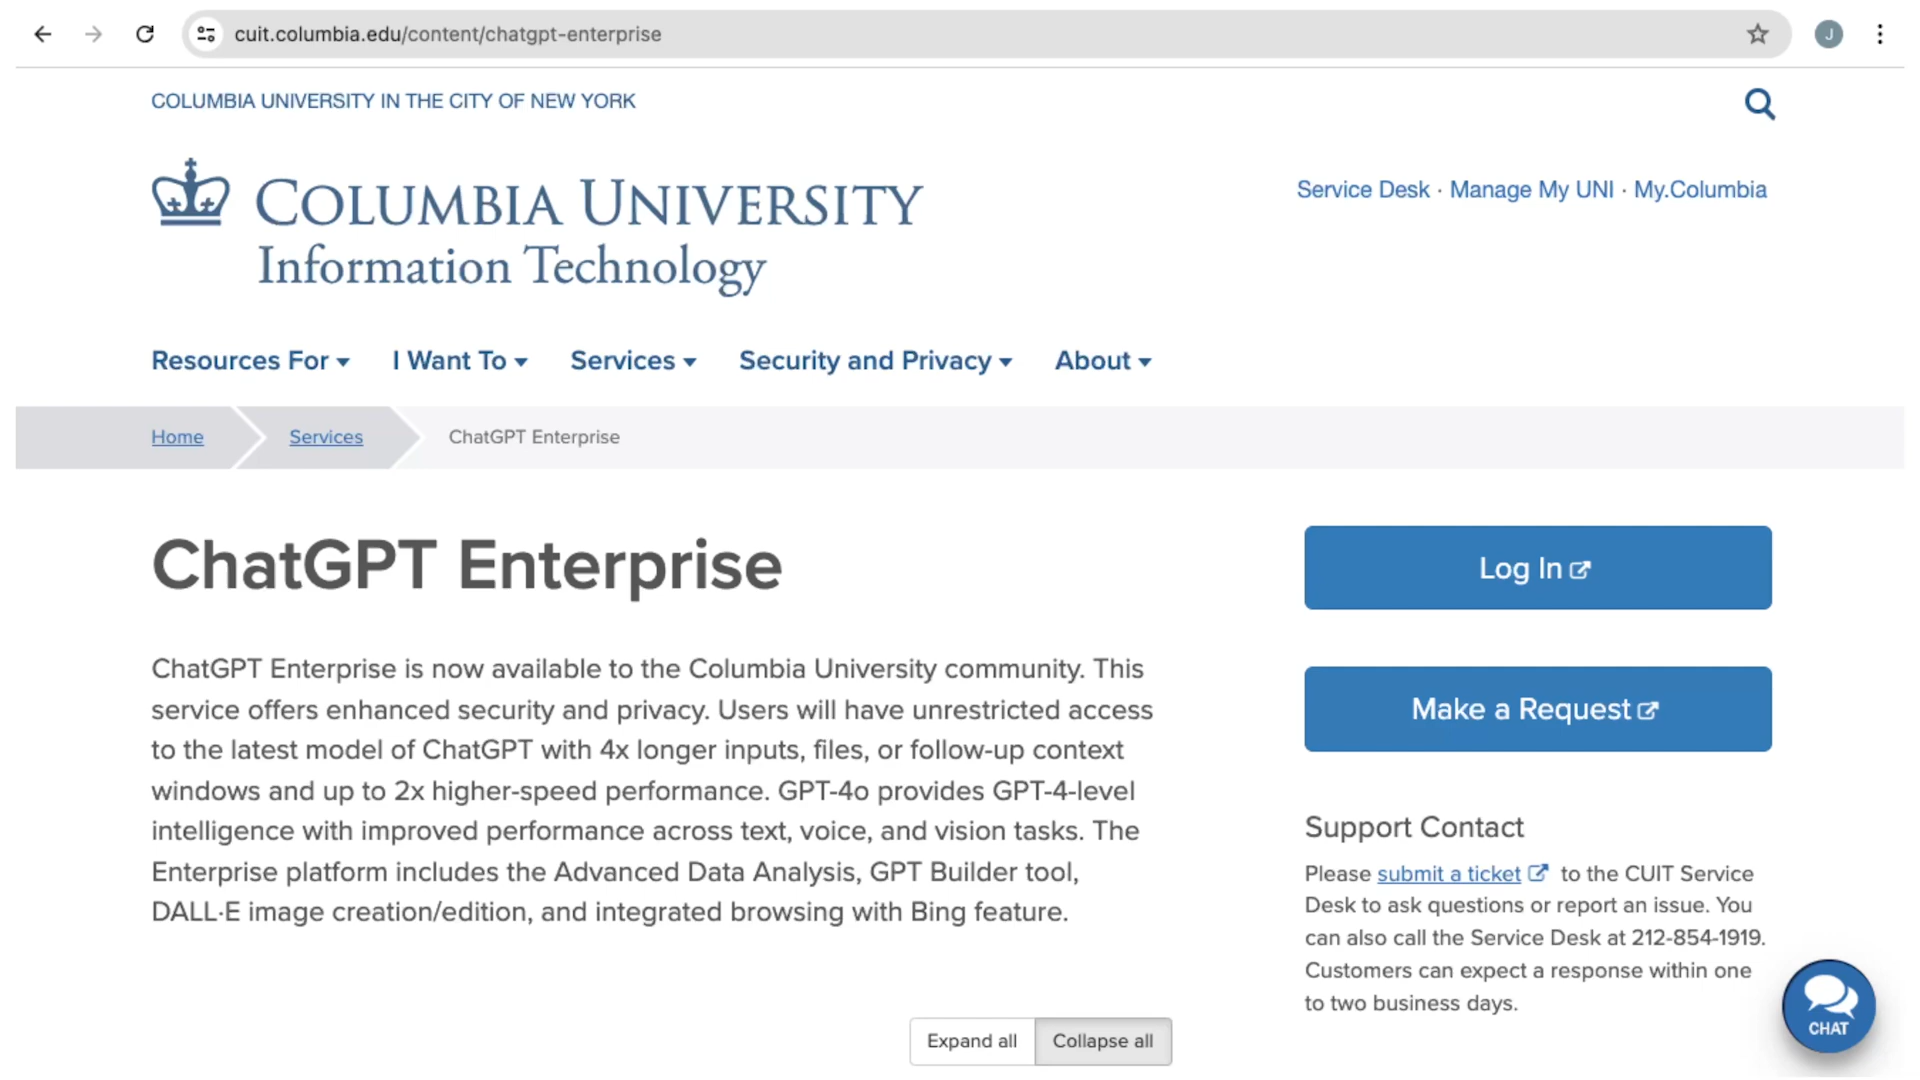 cuit.columbia.edu/content/chatgpt-enterprise
J
COLUMBIA UNIVERSITY IN THE CITY OF NEW YORK
COLUMBIA UNIVERSITY
Information Technology
Service Desk · Manage My UNI · My.Columbia
Resources For I Want To Services Security and Privacy About
Home Services ChatGPT Enterprise
ChatGPT Enterprise
ChatGPT Enterprise is now available to the Columbia University community. This
service offers enhanced security and privacy. Users will have unrestricted access
to the latest model of ChatGPT with 4x longer inputs, files, or follow-up context
windows and up to 2x higher-speed performance. GPT-4o provides GPT-4-level
intelligence with improved performance across text, voice, and vision tasks. The
Enterprise platform includes the Advanced Data Analysis, GPT Builder tool,
DALL·E image creation/edition, and integrated browsing with Bing feature.
Expand all Collapse all
Log In
Make a Request
Support Contact
Please submit a ticket to the CUIT Service
Desk to ask questions or report an issue. You
can also call the Service Desk at 212-854-1919.
Customers can expect a response within one
to two business days.
CHAT